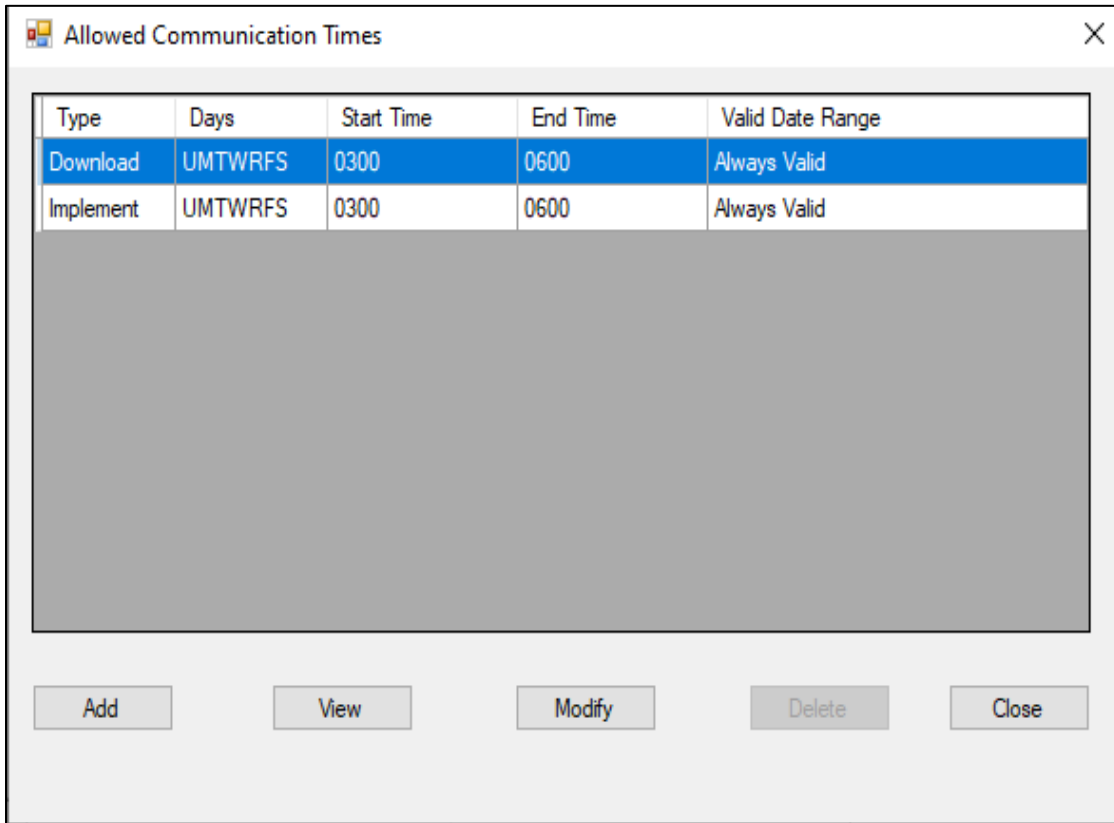 Allowed Communication Times
Type Days Start Time End Time Valid Date Range
Download UMTWRFS 0300 0600 Always Valid
Implement UMTWRFS 0300 0600 Always Valid
Add View Modify Delete Close